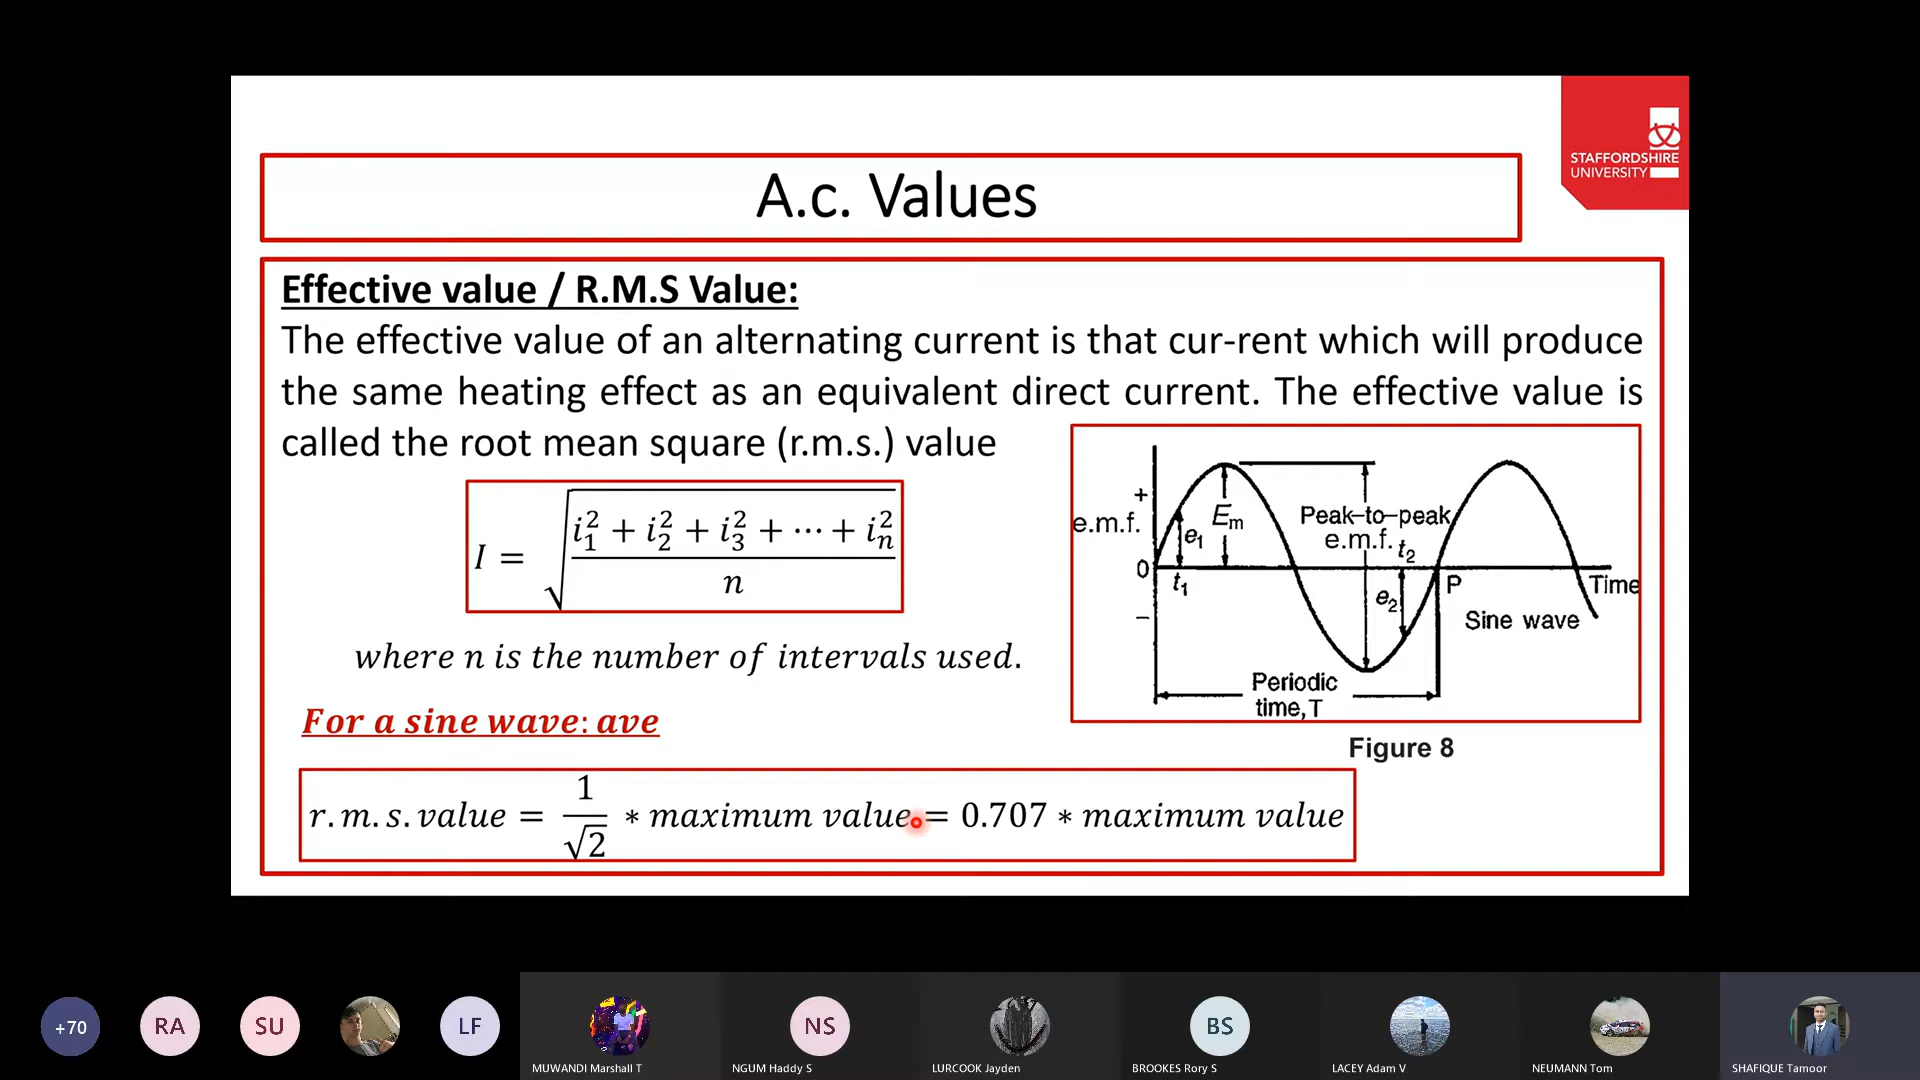 STAFFORDSHIRE
UNIVERSITY
A.c. Values
Effective value / R.M.S Value:
The effective value of an alternating current is that cur-rent which will produce
the same heating effect as an equivalent direct current. The effective value is
called the root mean square (r.m.s.) value
I = √((i₁² + i₂² + i₃² + ⋯ + iₙ²)/n)
where n is the number of intervals used.
For a sine wave: ave
r.m.s. value = 1/√2 * maximum value = 0.707 * maximum value
+
e.m.f.
0
−
Em
e1
t1
Peak-to-peak
e.m.f.
t2
e2
P
Time
Sine wave
Periodic
time,T
Figure 8
+70
RA
SU
LF
NS
BS
MUWANDI Marshall T
NGUM Haddy S
LURCOOK Jayden
BROOKES Rory S
LACEY Adam V
NEUMANN Tom
SHAFIQUE Tamoor